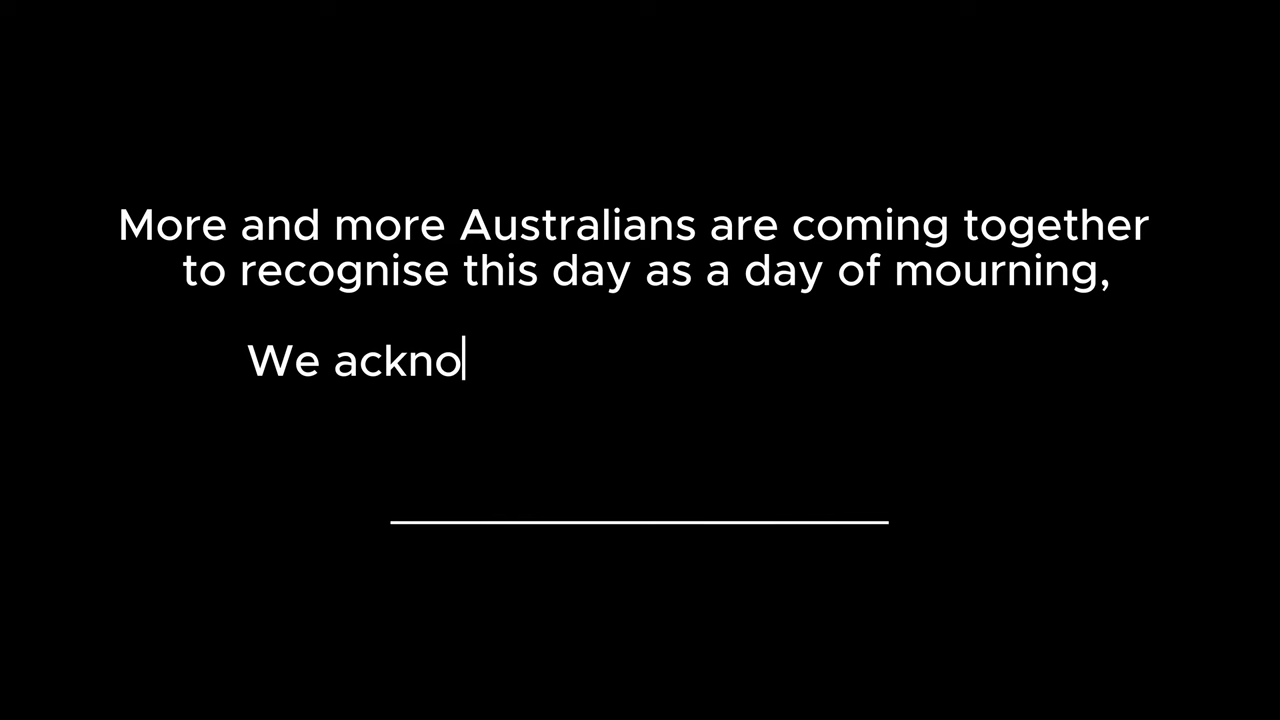 More and more Australians are coming together
to recognise this day as a day of mourning,
We ackno